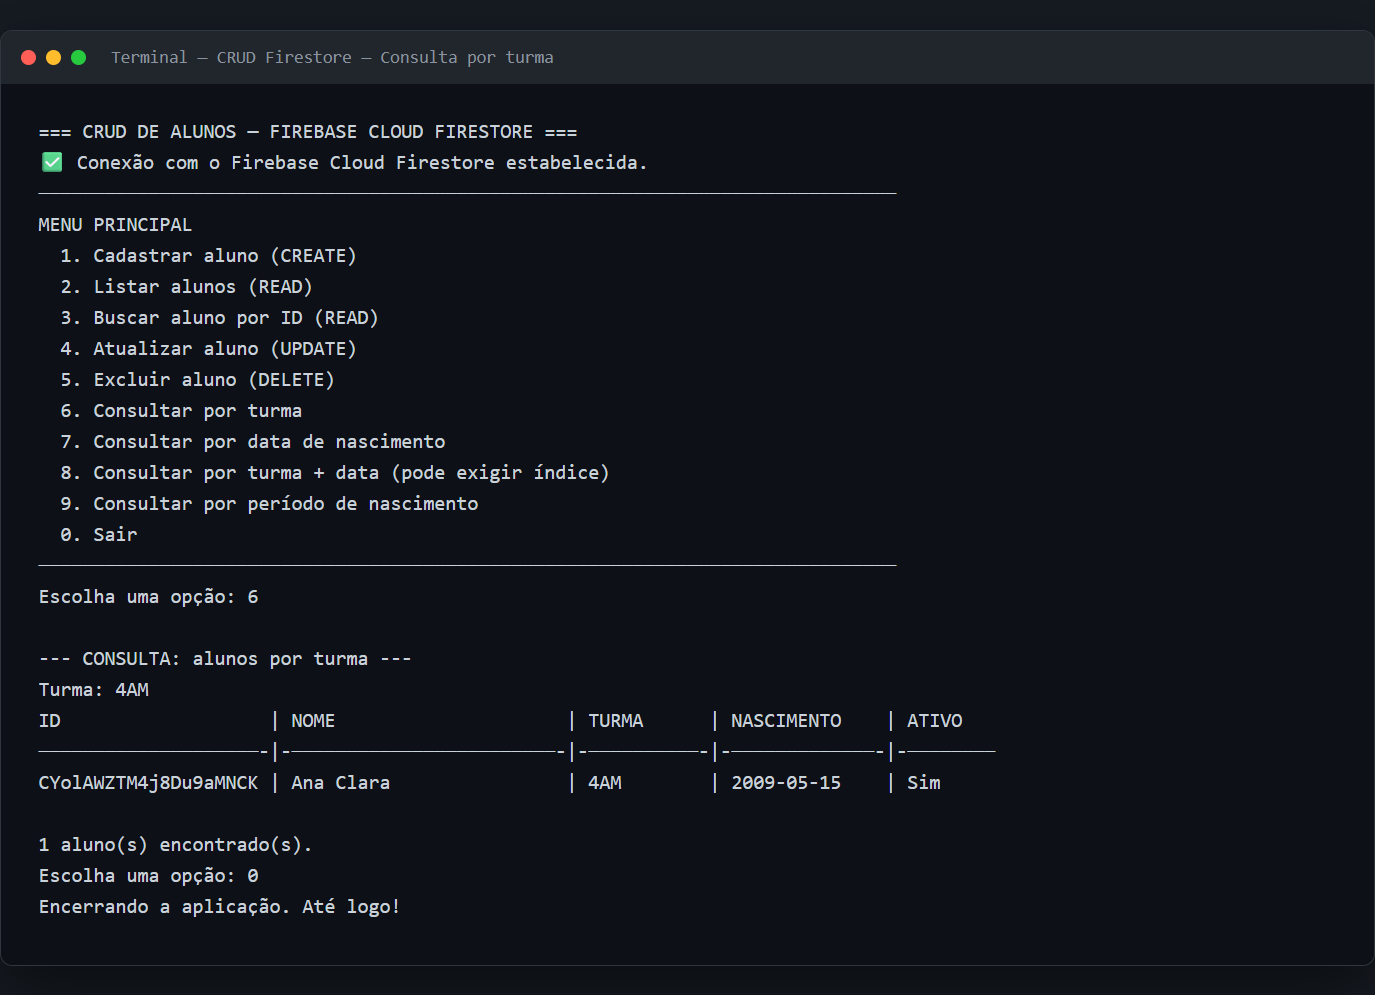 Terminal — CRUD Firestore — Consulta por turma
=== CRUD DE ALUNOS — FIREBASE CLOUD FIRESTORE ===
✅ Conexão com o Firebase Cloud Firestore estabelecida.
──────────────────────────────────────────────────────────────────────────────
MENU PRINCIPAL
  1. Cadastrar aluno (CREATE)
  2. Listar alunos (READ)
  3. Buscar aluno por ID (READ)
  4. Atualizar aluno (UPDATE)
  5. Excluir aluno (DELETE)
  6. Consultar por turma
  7. Consultar por data de nascimento
  8. Consultar por turma + data (pode exigir índice)
  9. Consultar por período de nascimento
  0. Sair
──────────────────────────────────────────────────────────────────────────────
Escolha uma opção: 6

--- CONSULTA: alunos por turma ---
Turma: 4AM
ID                   | NOME                     | TURMA      | NASCIMENTO    | ATIVO
────────────────────-|-────────────────────────-|-──────────-|-─────────────-|-────────
CYolAWZTM4j8Du9aMNCK | Ana Clara                | 4AM        | 2009-05-15    | Sim

1 aluno(s) encontrado(s).
Escolha uma opção: 0
Encerrando a aplicação. Até logo!